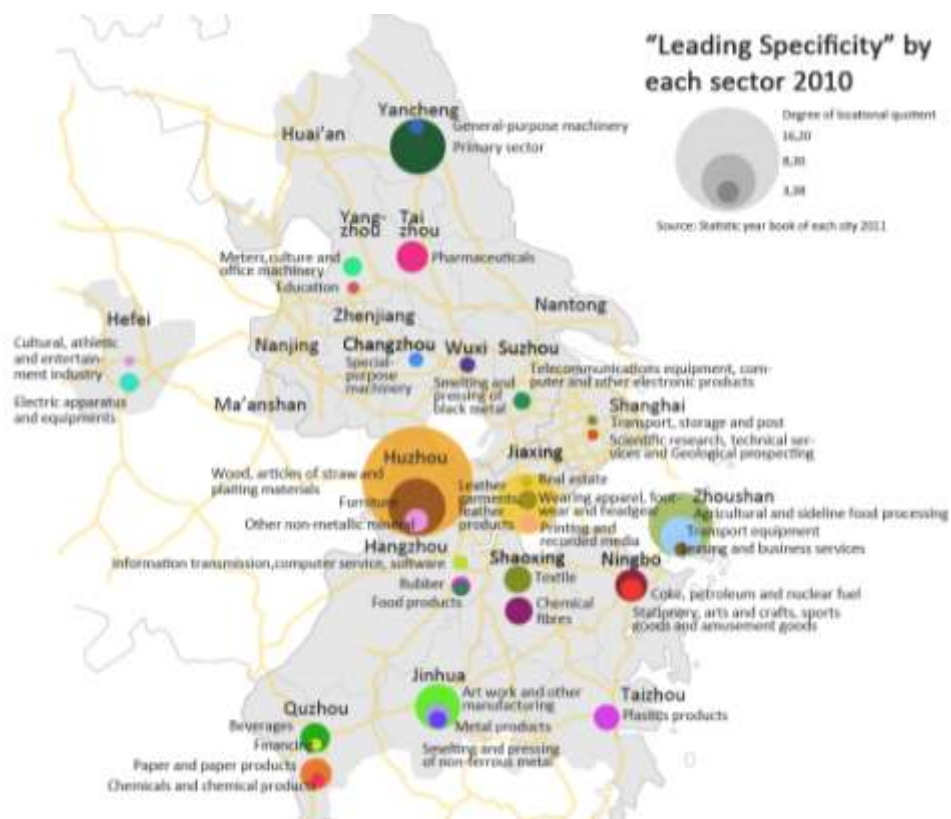 “Leading Specificity” by
each sector 2010
Degree of locational quotient
16,20
8,30
3,38
Source: Statistic year book of each city 2011
Yancheng
General-purpose machinery
Huai'an
Primary sector
Yang-
zhou
Tai
zhou
Meters,culture and
office machinery
Pharmaceuticals
Education
Nantong
Zhenjiang
Hefei
Cultural, athletic
and entertain-
ment industry
Electric apparatus
and equipments
Nanjing
Changzhou
Special-
purpose
machinery
Wuxi
Smelting and
pressing of
black metal
Suzhou
Telecommunications equipment, com-
puter and other electronic products
Ma'anshan
Shanghai
Transport, storage and post
Scientific research, technical ser-
vices and Geological prospecting
Huzhou
Wood, articles of straw and
plaiting materials
Furniture
Other non-metallic mineral
Jiaxing
Leather
garments,
leather
products
Real estate
Wearing apparel, foot-
wear and headgear
Printing and
recorded media
Zhoushan
Agricultural and sideline food processing
Transport equipment
Leasing and business services
Hangzhou
Information transmission,computer service, software
Rubber
Food products
Shaoxing
Textile
Chemical
fibres
Ningbo
Coke, petroleum and nuclear fuel
Stationery, arts and crafts, sports
goods and amusement goods
Jinhua
Art work and other
manufacturing
Metal products
Smelting and pressing
of non-ferrous metal
Taizhou
Plastics products
Quzhou
Beverages
Financing
Paper and paper products
Chemicals and chemical products